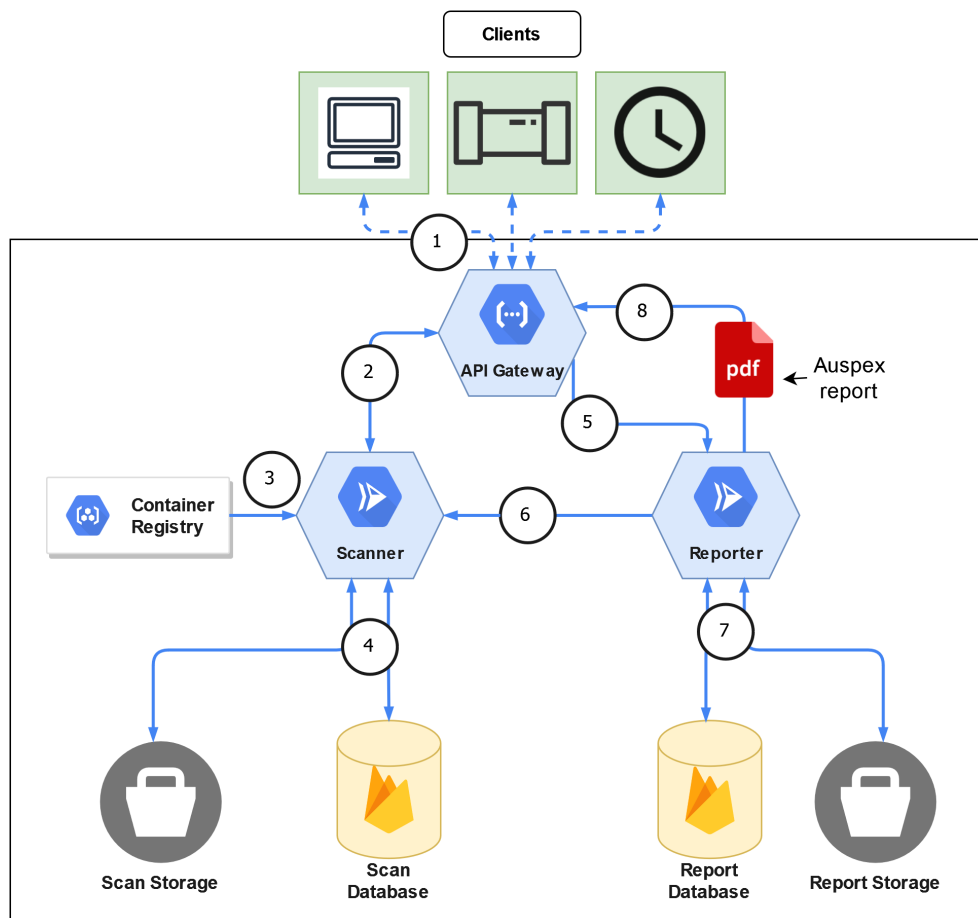 Clients
1
8
API Gateway
pdf
Auspex
report
2
5
3
Container
Registry
6
Scanner
Reporter
4
7
Scan Storage
Scan
Database
Report
Database
Report Storage